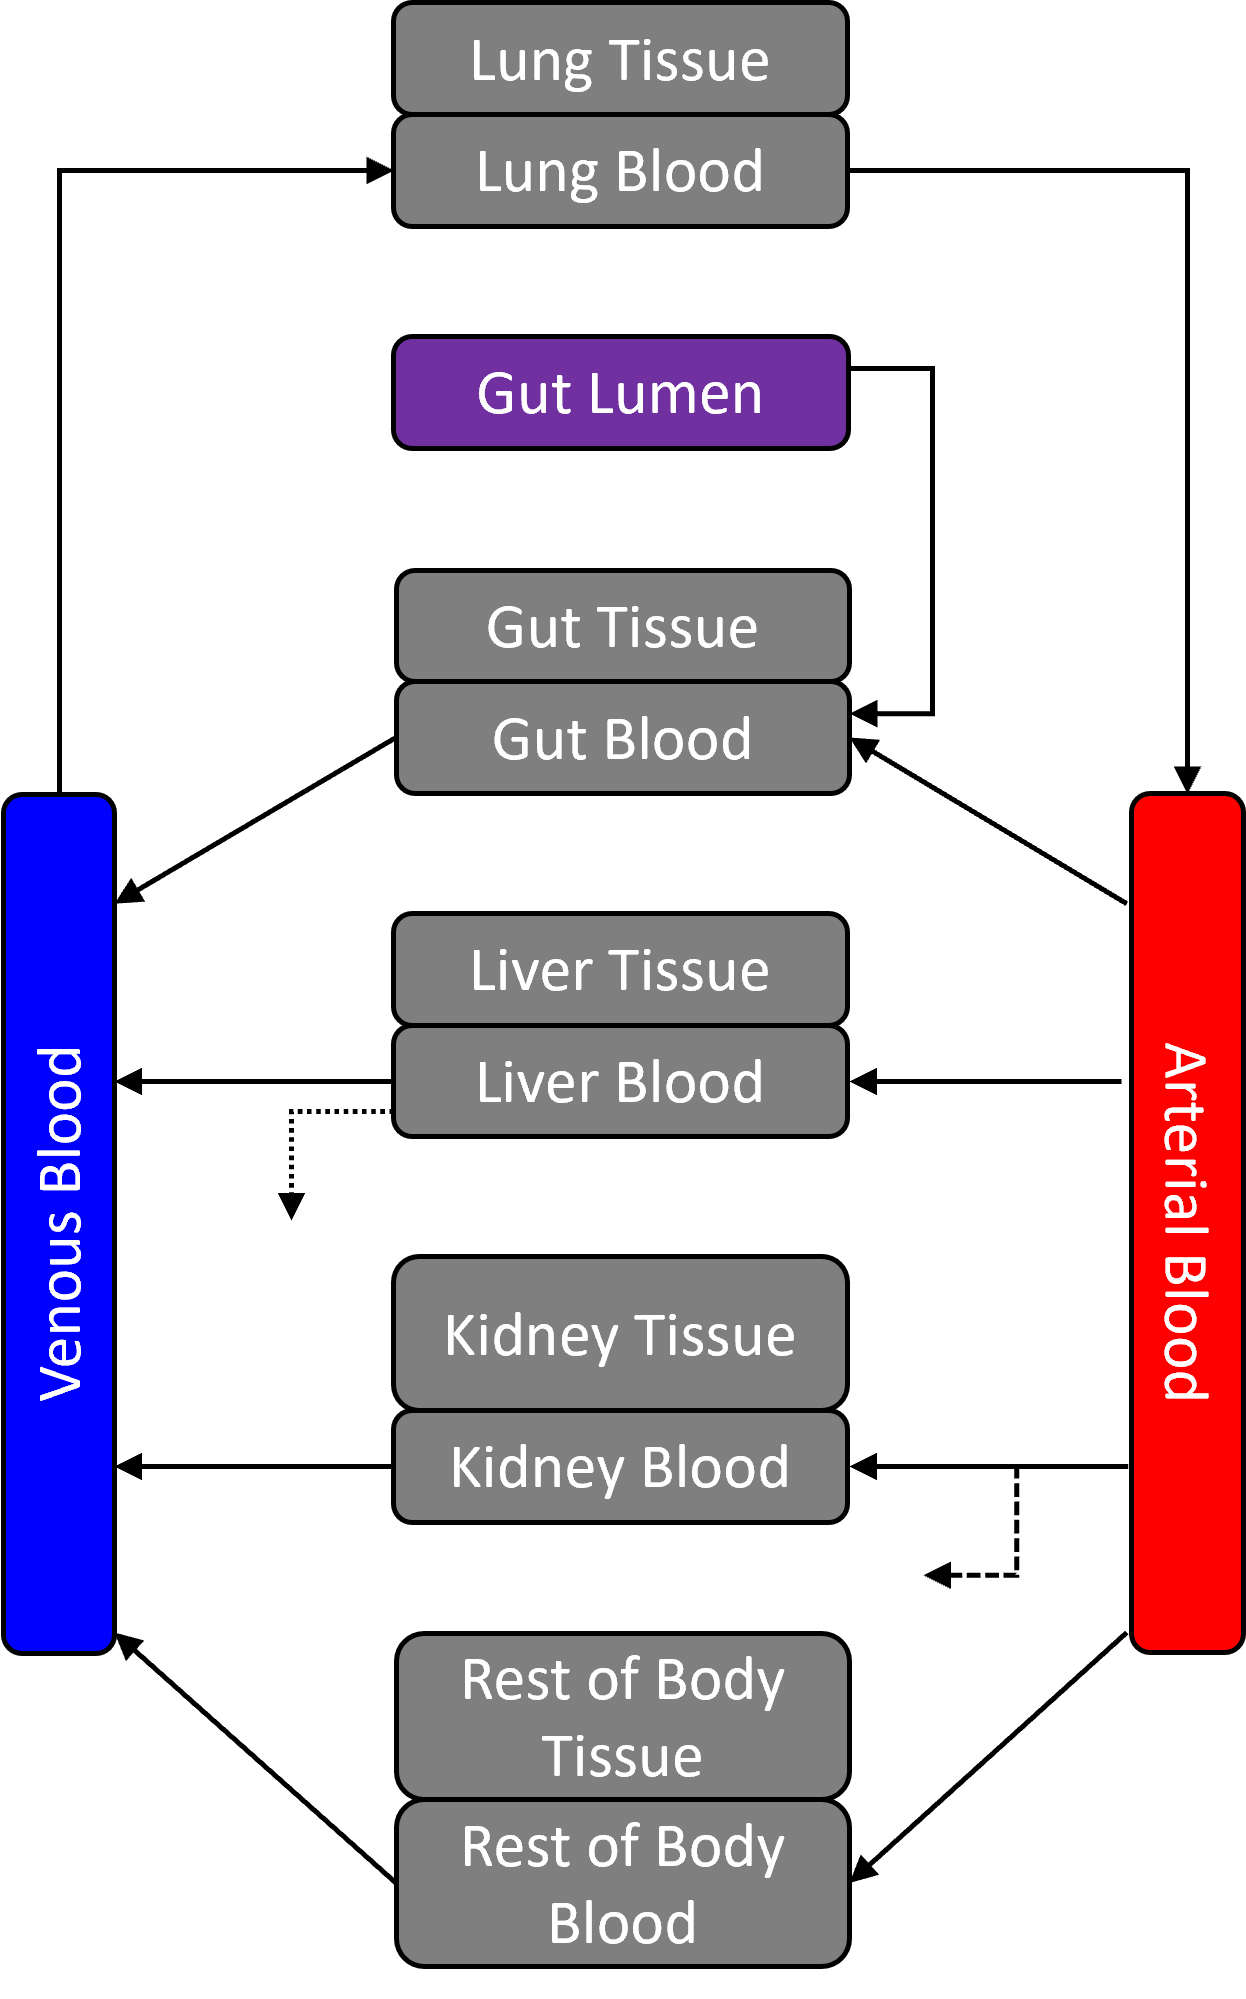 Lung Tissue
Lung Blood
Gut Lumen
Gut Tissue
Gut Blood
Liver Tissue
Liver Blood
Venous Blood
Arterial Blood
Kidney Tissue
Kidney Blood
Rest of Body
Tissue
Rest of Body
Blood